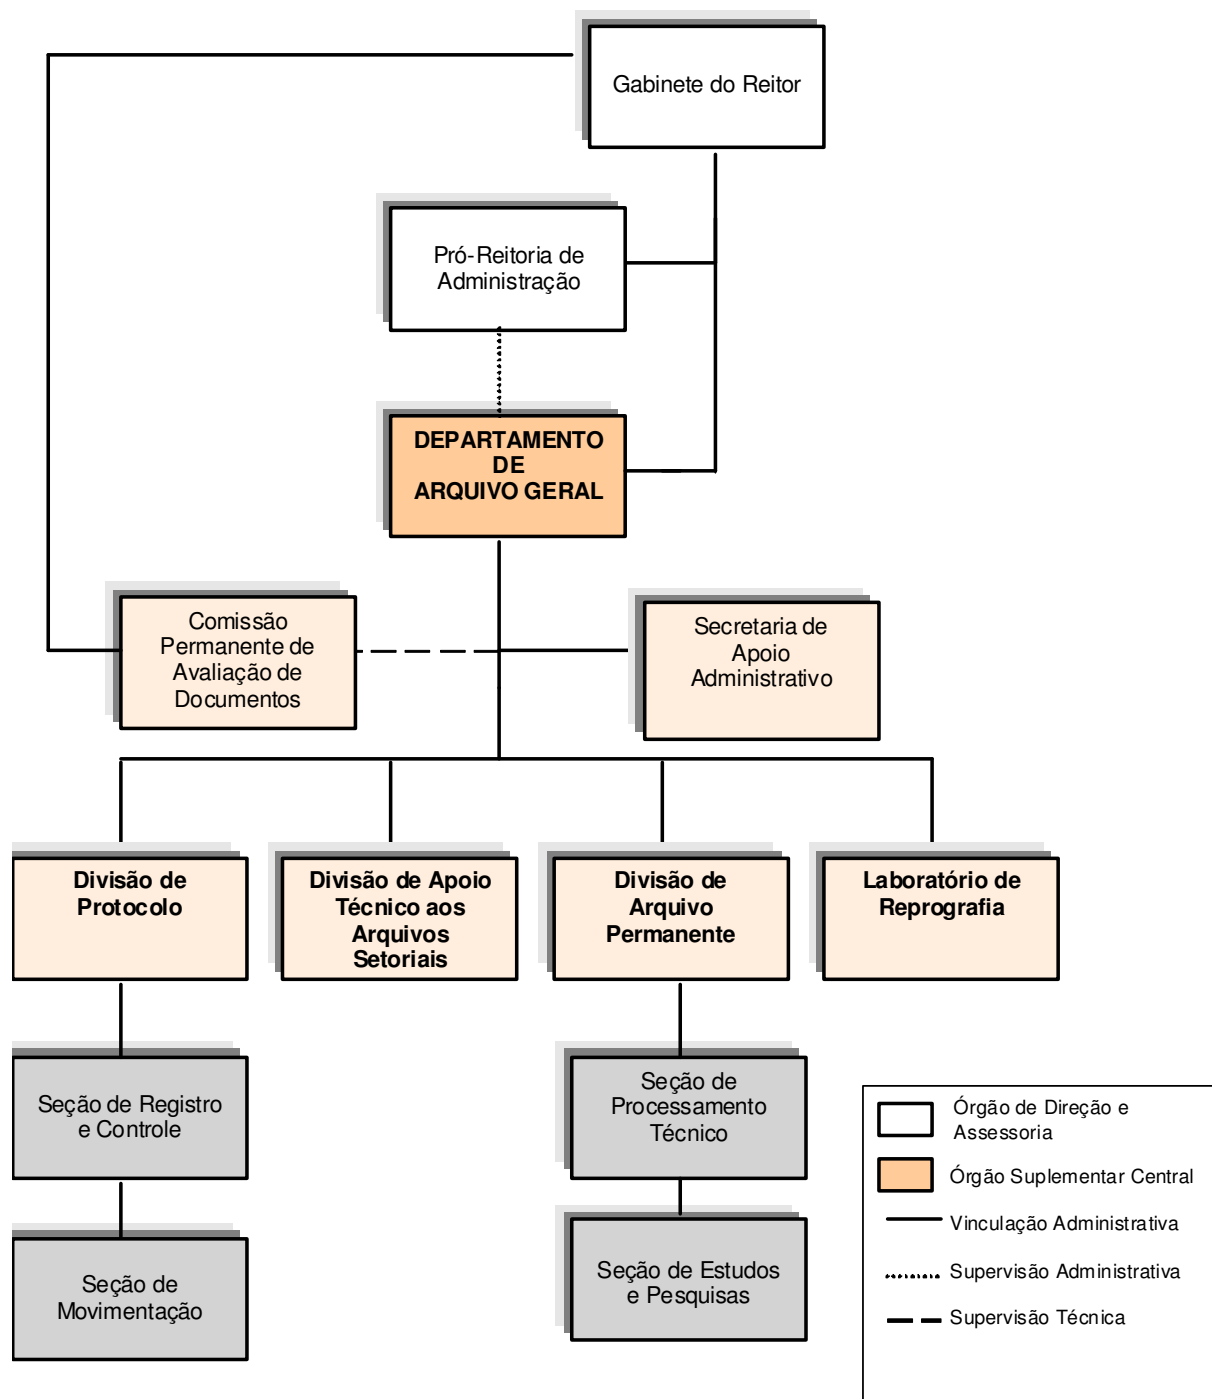 Gabinete do Reitor
Pró-Reitoria de
Administração
DEPARTAMENTO
DE
ARQUIVO GERAL
Comissão
Permanente de
Avaliação de
Documentos
Secretaria de
Apoio
Administrativo
Divisão de
Protocolo
Divisão de Apoio
Técnico aos
Arquivos
Setoriais
Divisão de
Arquivo
Permanente
Laboratório de
Reprografia
Seção de Registro
e Controle
Seção de
Processamento
Técnico
Seção de
Movimentação
Seção de Estudos
e Pesquisas
Órgão de Direção e
Assessoria
Órgão Suplementar Central
Vinculação Administrativa
Supervisão Administrativa
Supervisão Técnica